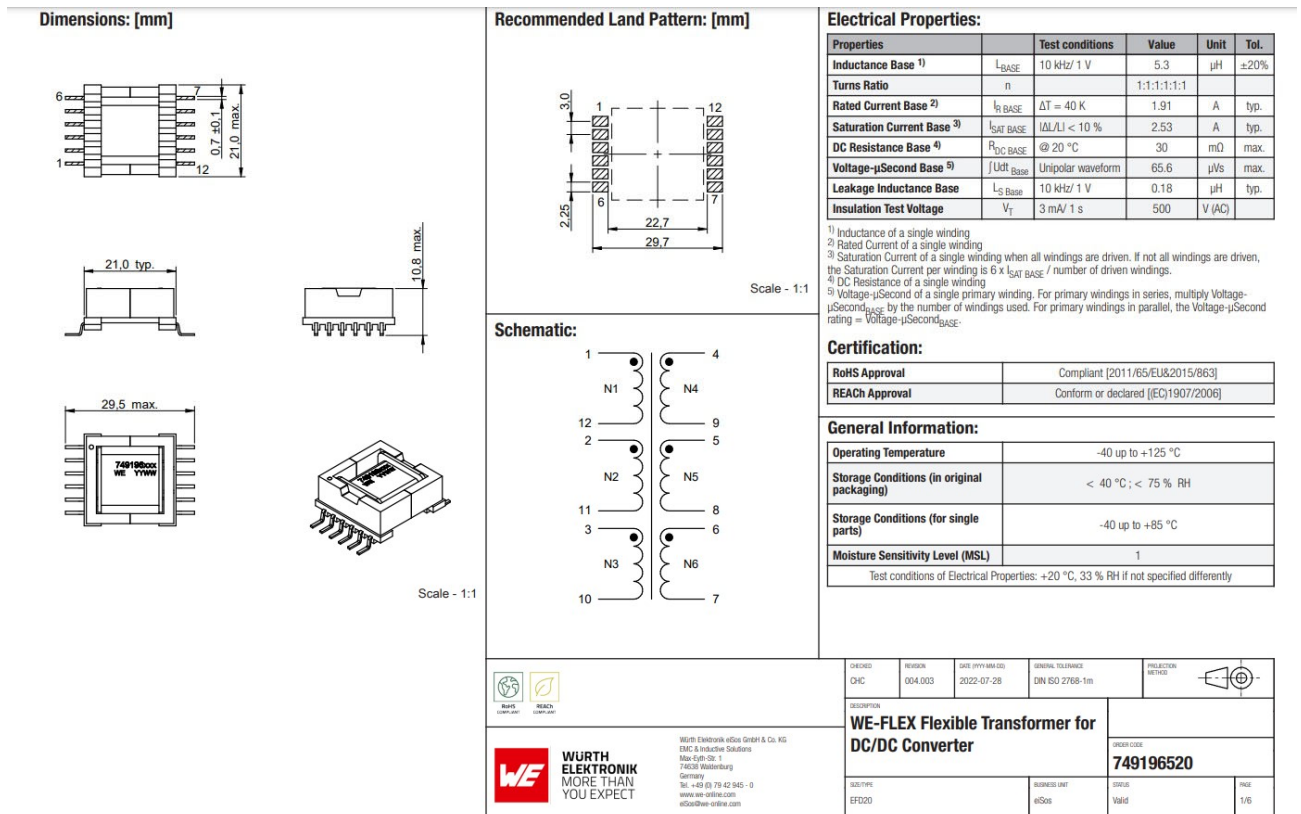 Dimensions: [mm]
6
7
1
12
0,7 ±0,1
21,0 max.
21,0 typ.
10,8 max.
29,5 max.
749196xxx
WE YYWW
749196xxx
WE YYWW
Scale - 1:1
Recommended Land Pattern: [mm]
3,0
1
12
6
7
2,25
22,7
29,7
Scale - 1:1
Schematic:
1
4
N1
N4
12
9
2
5
N2
N5
11
8
3
6
N3
N6
10
7
Electrical Properties:
Properties Test conditions Value Unit Tol.
Inductance Base 1) LBASE 10 kHz/ 1 V 5.3 µH ±20%
Turns Ratio n 1:1:1:1:1:1
Rated Current Base 2) IR BASE ΔT = 40 K 1.91 A typ.
Saturation Current Base 3) ISAT BASE |ΔL/L| < 10 % 2.53 A typ.
DC Resistance Base 4) RDC BASE @ 20 °C 30 mΩ max.
Voltage-µSecond Base 5) ∫Udt Base Unipolar waveform 65.6 µVs max.
Leakage Inductance Base LS Base 10 kHz/ 1 V 0.18 µH typ.
Insulation Test Voltage VT 3 mA/ 1 s 500 V (AC)
1) Inductance of a single winding
2) Rated Current of a single winding
3) Saturation Current of a single winding when all windings are driven. If not all windings are driven,
the Saturation Current per winding is 6 x ISAT BASE / number of driven windings.
4) DC Resistance of a single winding
5) Voltage-µSecond of a single primary winding. For primary windings in series, multiply Voltage-
µSecondBASE by the number of windings used. For primary windings in parallel, the Voltage-µSecond
rating = Voltage-µSecondBASE.
Certification:
RoHS Approval Compliant [2011/65/EU&2015/863]
REACh Approval Conform or declared [(EC)1907/2006]
General Information:
Operating Temperature -40 up to +125 °C
Storage Conditions (in original
packaging) < 40 °C ; < 75 % RH
Storage Conditions (for single
parts) -40 up to +85 °C
Moisture Sensitivity Level (MSL) 1
Test conditions of Electrical Properties: +20 °C, 33 % RH if not specified differently
RoHS
COMPLIANT
REACh
COMPLIANT
WE
WÜRTH
ELEKTRONIK
MORE THAN
YOU EXPECT
Würth Elektronik eiSos GmbH & Co. KG
EMC & Inductive Solutions
Max-Eyth-Str. 1
74638 Waldenburg
Germany
Tel. +49 (0) 79 42 945 - 0
www.we-online.com
eiSos@we-online.com
CHECKED
CHC
REVISION
004.003
DATE (YYYY-MM-DD)
2022-07-28
GENERAL TOLERANCE
DIN ISO 2768-1m
PROJECTION
METHOD
DESCRIPTION
WE-FLEX Flexible Transformer for
DC/DC Converter
ORDER CODE
749196520
SIZE/TYPE
EFD20
BUSINESS UNIT
eiSos
STATUS
Valid
PAGE
1/6